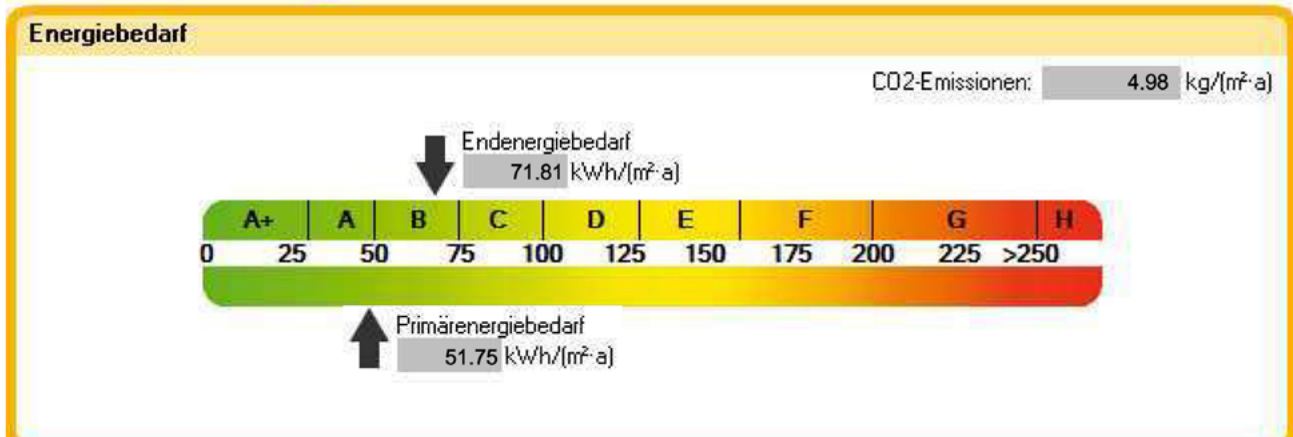 Energiebedarf
CO2-Emissionen: 4.98 kg/(m²·a)
Endenergiebedarf
71.81 kWh/(m²·a)
A+ A B C D E F G H
0 25 50 75 100 125 150 175 200 225 >250
Primärenergiebedarf
51.75 kWh/(m²·a)